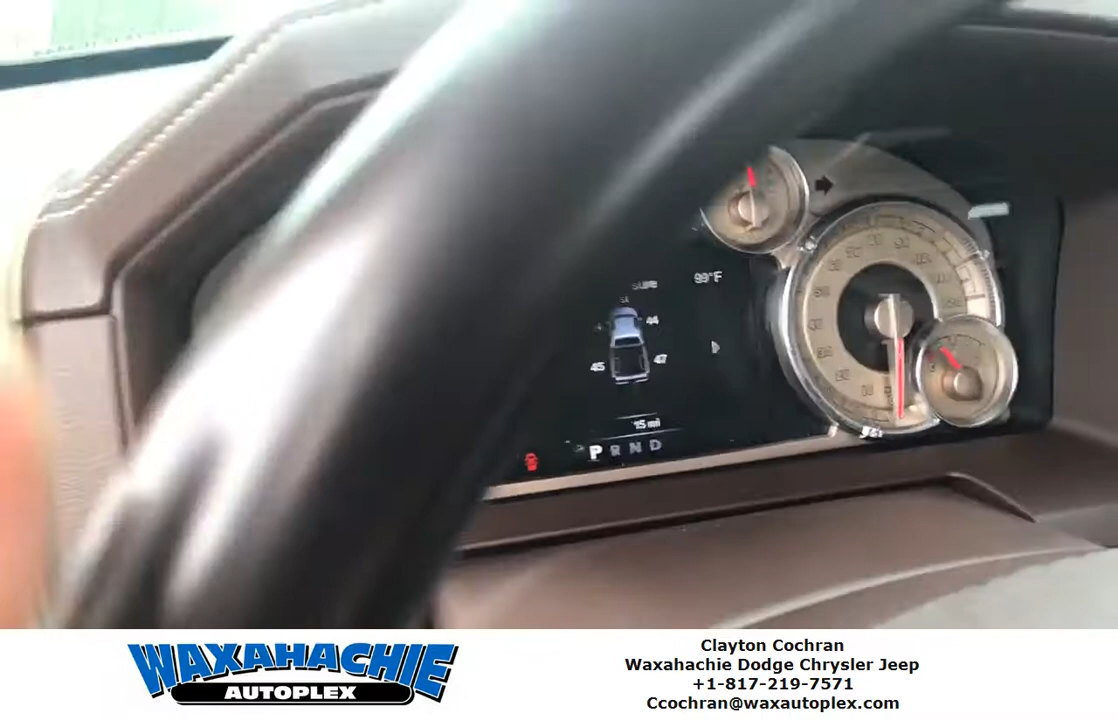 99°F
44
45
47
15 mi
P R N D
WAXAHACHIE
AUTOPLEX
Clayton Cochran
Waxahachie Dodge Chrysler Jeep
+1-817-219-7571
Ccochran@waxautoplex.com